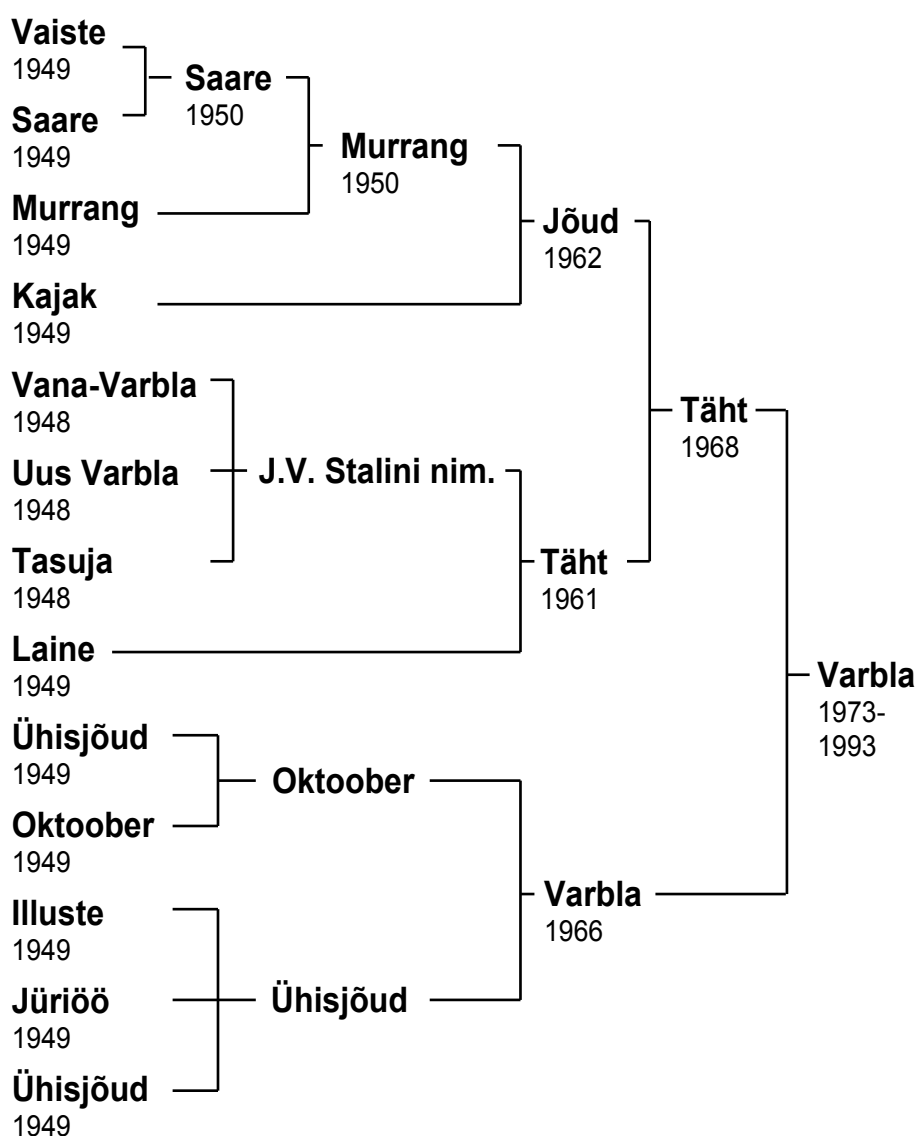 Vaiste
1949
Saare
1950
Saare
1949
Murrang
1950
Murrang
1949
Jõud
1962
Kajak
1949
Vana-Varbla
1948
Täht
1968
Uus Varbla
1948
J.V. Stalini nim.
Tasuja
1948
Täht
1961
Laine
1949
Varbla
1973-
1993
Ühisjõud
1949
Oktoober
Oktoober
1949
Varbla
1966
Illuste
1949
Jüriöö
1949
Ühisjõud
Ühisjõud
1949